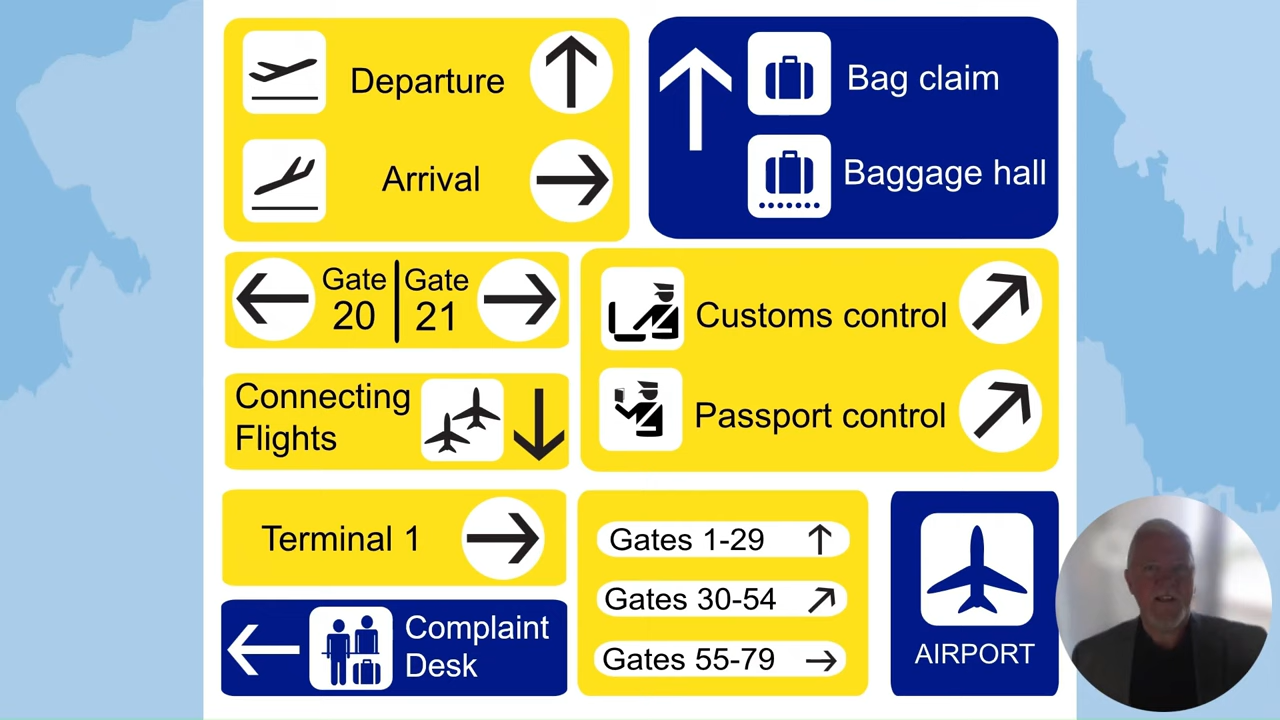 Departure
Arrival
Bag claim
Baggage hall
Gate
20
Gate
21
Customs control
Passport control
Connecting
Flights
Terminal 1
Gates 1-29
Gates 30-54
Gates 55-79
Complaint
Desk
AIRPORT